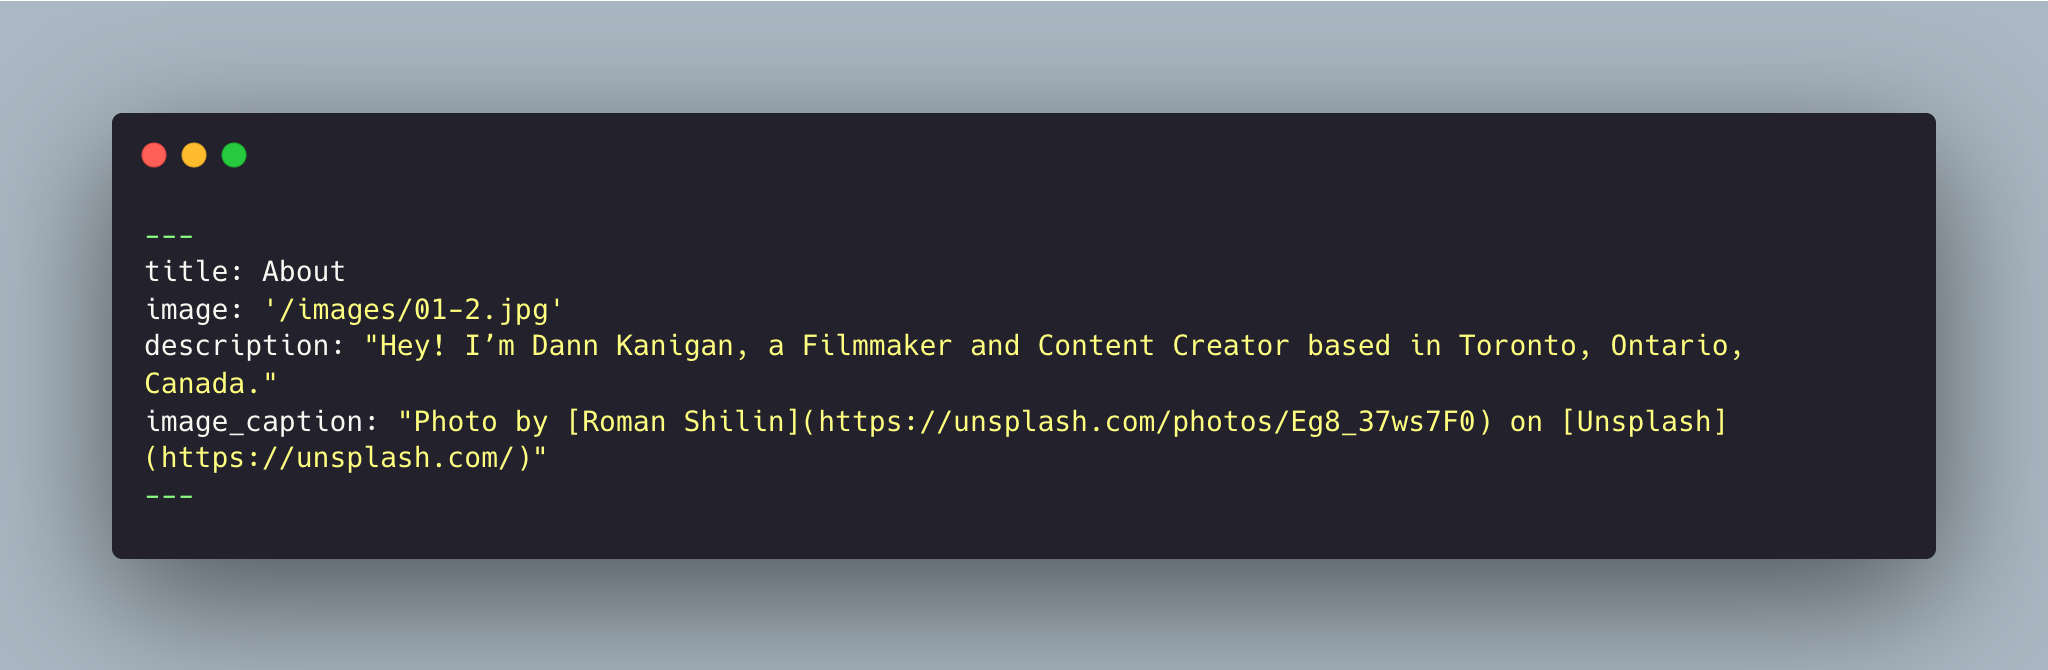 ---
title: About
image: '/images/01-2.jpg'
description: "Hey! I’m Dann Kanigan, a Filmmaker and Content Creator based in Toronto, Ontario,
Canada."
image_caption: "Photo by [Roman Shilin](https://unsplash.com/photos/Eg8_37ws7F0) on [Unsplash]
(https://unsplash.com/)"
---